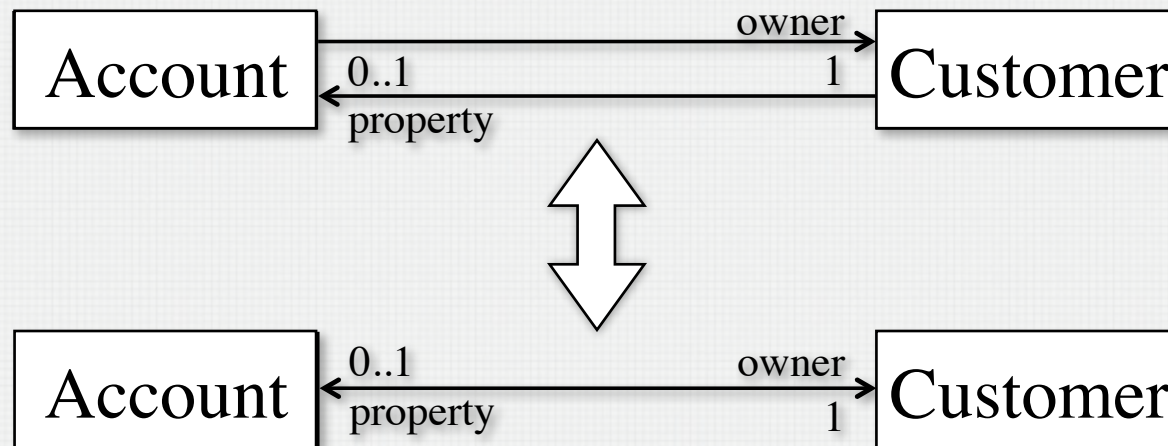 owner
Account
0..1
1
Customer
property
0..1
owner
Account
property
1
Customer